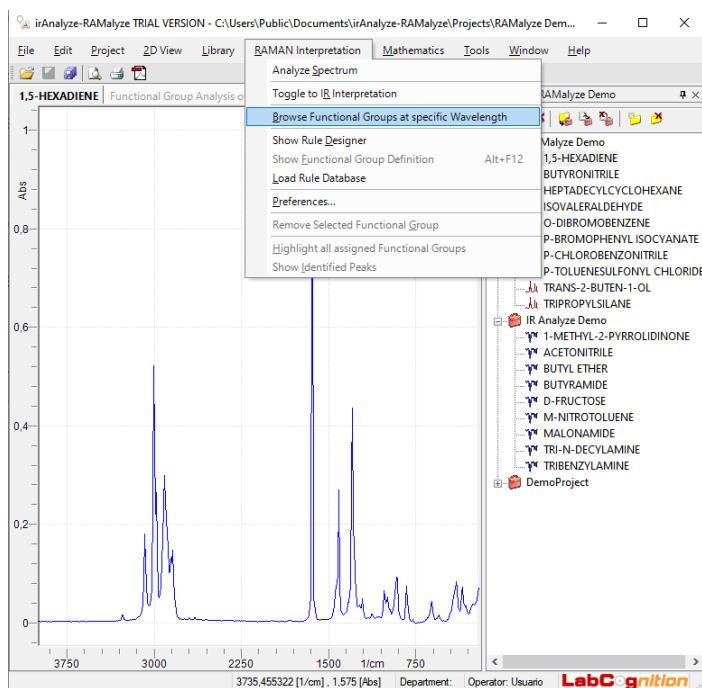 irAnalyze-RAMalyze TRIAL VERSION - C:\Users\Public\Documents\irAnalyze-RAMalyze\Projects\RAMalyze Dem...
File Edit Project 2D View Library RAMAN Interpretation Mathematics Tools Window Help
Analyze Spectrum
Toggle to IR Interpretation
Browse Functional Groups at specific Wavelength
Show Rule Designer
Show Functional Group Definition Alt+F12
Load Rule Database
Preferences...
Remove Selected Functional Group
Highlight all assigned Functional Groups
Show Identified Peaks
1,5-HEXADIENE Functional Group Analysis o
Abs
1
0,8
0,6
0,4
0,2
0
3750 3000 2250 1500 1/cm 750
RAMalyze Demo
Malyze Demo
1,5-HEXADIENE
BUTYRONITRILE
HEPTADECYLCYCLOHEXANE
ISOVALERALDEHYDE
O-DIBROMOBENZENE
P-BROMOPHENYL ISOCYANATE
P-CHLOROBENZONITRILE
P-TOLUENESULFONYL CHLORIDE
TRANS-2-BUTEN-1-OL
TRIPROPYLSILANE
IR Analyze Demo
1-METHYL-2-PYRROLIDINONE
ACETONITRILE
BUTYL ETHER
BUTYRAMIDE
D-FRUCTOSE
M-NITROTOLUENE
MALONAMIDE
TRI-N-DECYLAMINE
TRIBENZYLAMINE
DemoProject
3735,455322 [1/cm] , 1,575 [Abs] Department: Operator: Usuario LabCognition